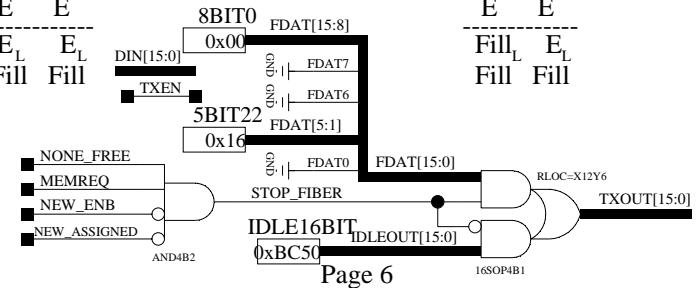 E E E E
8BIT0
FDAT[15:8]
E_L E_L Fill_L E_L
0x00
DIN[15:0]
Fill Fill Fill Fill
GND FDAT7
TXEN
GND FDAT6
5BIT22
FDAT[5:1]
0x16
NONE_FREE
GND FDAT0
FDAT[15:0]
RLOC=X12Y6
MEMREQ
STOP_FIBER
TXOUT[15:0]
NEW_ENB
NEW_ASSIGNED
IDLE16BIT
IDLEOUT[15:0]
0xBC50
AND4B2
16SOP4B1
Page 6